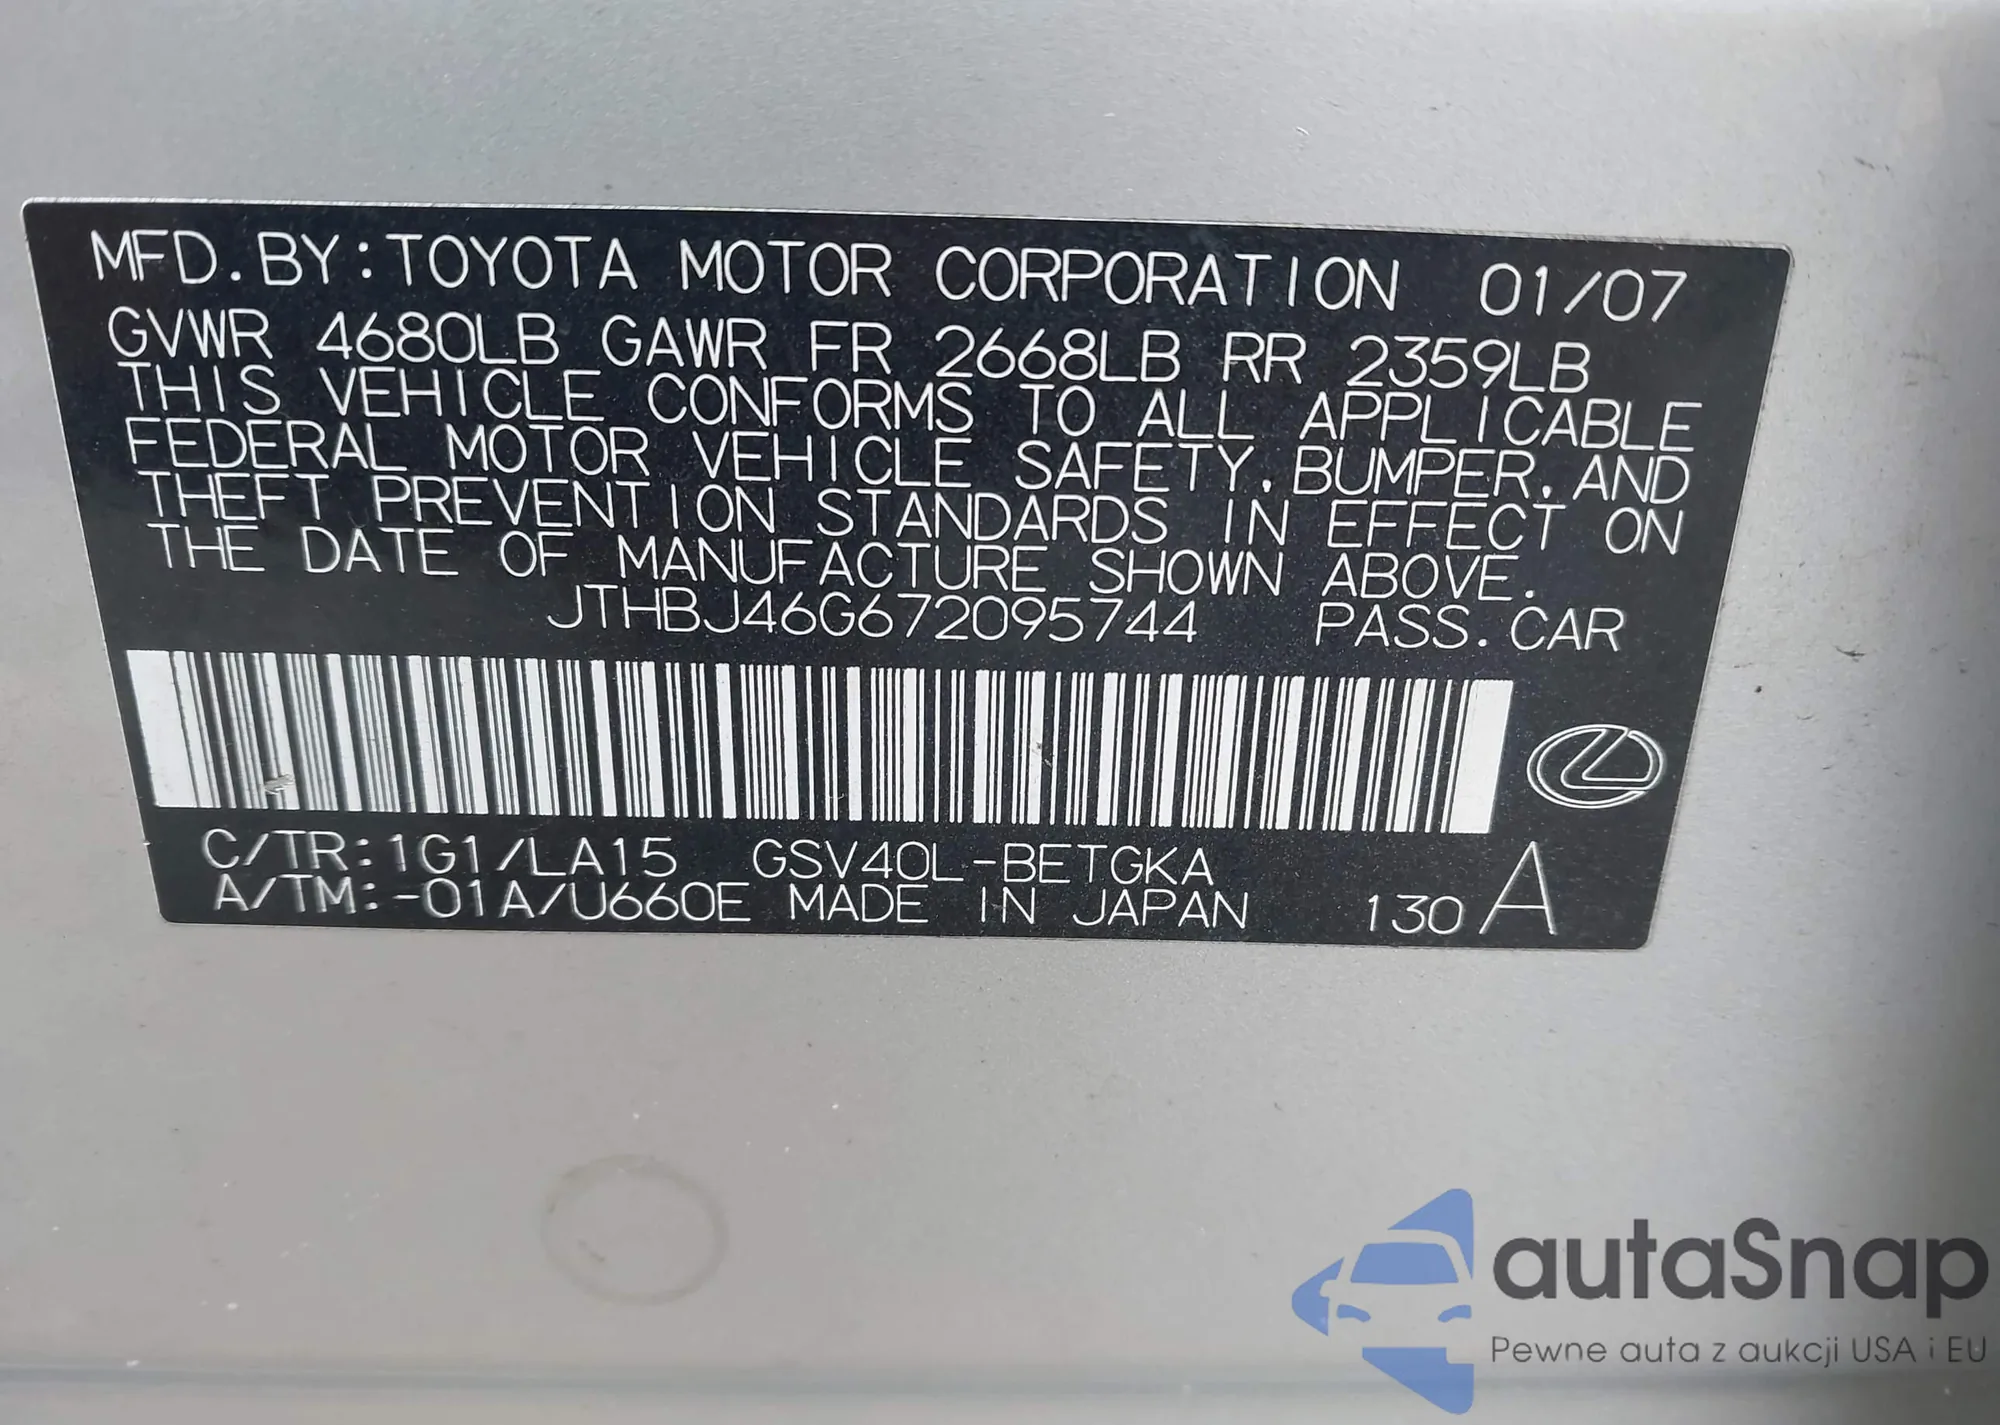 MFD. BY: TOYOTA MOTOR CORPORATION 01/07
GVWR 4680LB GAWR FR 2668LB RR 2359LB
THIS VEHICLE CONFORMS TO ALL APPLICABLE
FEDERAL MOTOR VEHICLE SAFETY, BUMPER, AND
THEFT PREVENTION STANDARDS IN EFFECT ON
THE DATE OF MANUFACTURE SHOWN ABOVE.
JTHBJ46G672095744 PASS. CAR
C/TR: 1G1/LA15 GSV40L-BETGKA
A/TM: -01A/U660E MADE IN JAPAN 130 A
autaSnap
Pewne auta z aukcji USA i EU